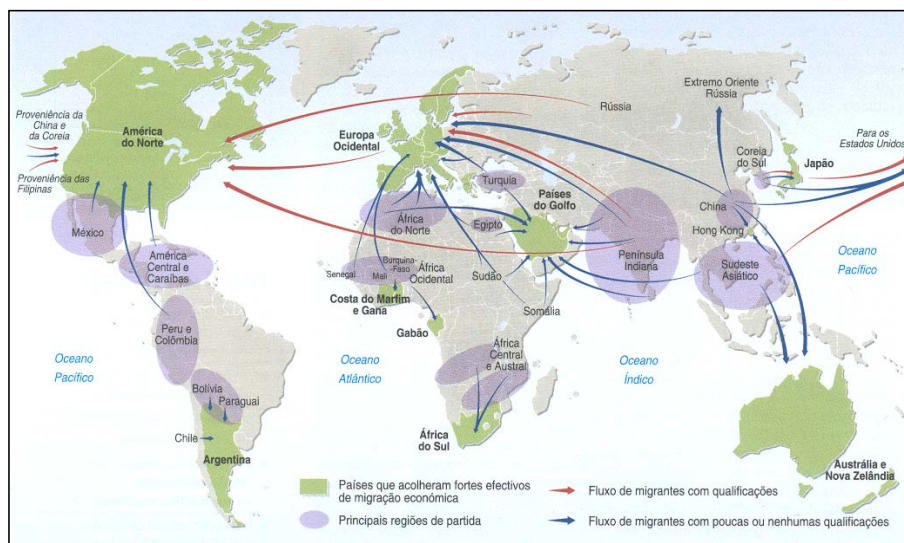 Extremo Oriente
Rússia
Rússia
Proveniência da
China e
da Coreia
América
do Norte
Europa
Ocidental
Para os
Estados Unidos
Coreia
do Sul
Japão
Proveniência
das
Filipinas
Turquia
Países
do Golfo
China
Hong Kong
México
África
do Norte
Egipto
Oceano
Pacífico
América
Central e
Caraíbas
Península
Indiana
Sudeste
Asiático
Burkina-
Faso
Senegal
Mali
África
Ocidental
Sudão
Costa do Marfim
e Gana
Somália
Peru e
Colômbia
Gabão
Oceano
Pacífico
Oceano
Atlântico
África
Central
e Austral
Oceano
Índico
Bolívia
Paraguai
Chile
África
do Sul
Argentina
Austrália e
Nova Zelândia
Países que acolheram fortes efectivos
de migração económica
Fluxo de migrantes com qualificações
Principais regiões de partida
Fluxo de migrantes com poucas ou nenhumas qualificações